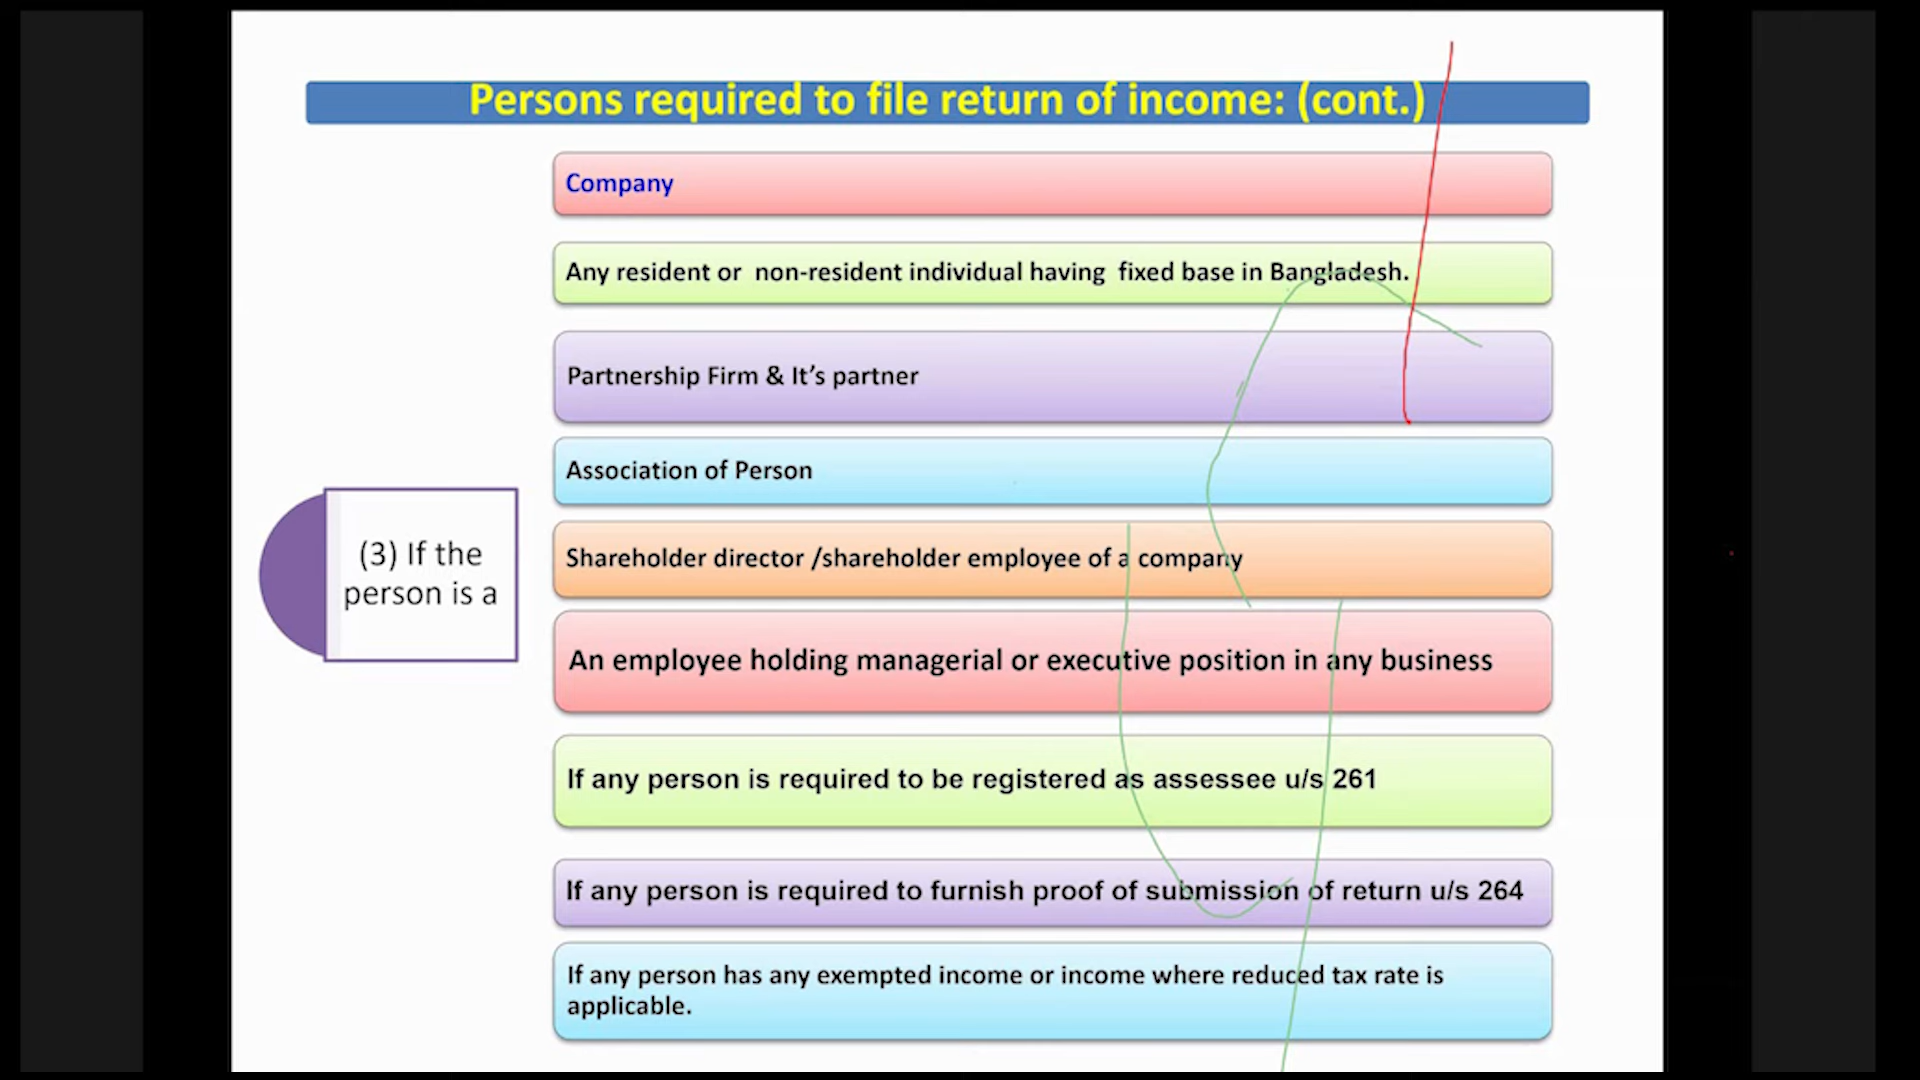 Persons required to file return of income: (cont.)
(3) If the
person is a
Company
Any resident or non-resident individual having fixed base in Bangladesh.
Partnership Firm & It’s partner
Association of Person
Shareholder director /shareholder employee of a company
An employee holding managerial or executive position in any business
If any person is required to be registered as assessee u/s 261
If any person is required to furnish proof of submission of return u/s 264
If any person has any exempted income or income where reduced tax rate is
applicable.